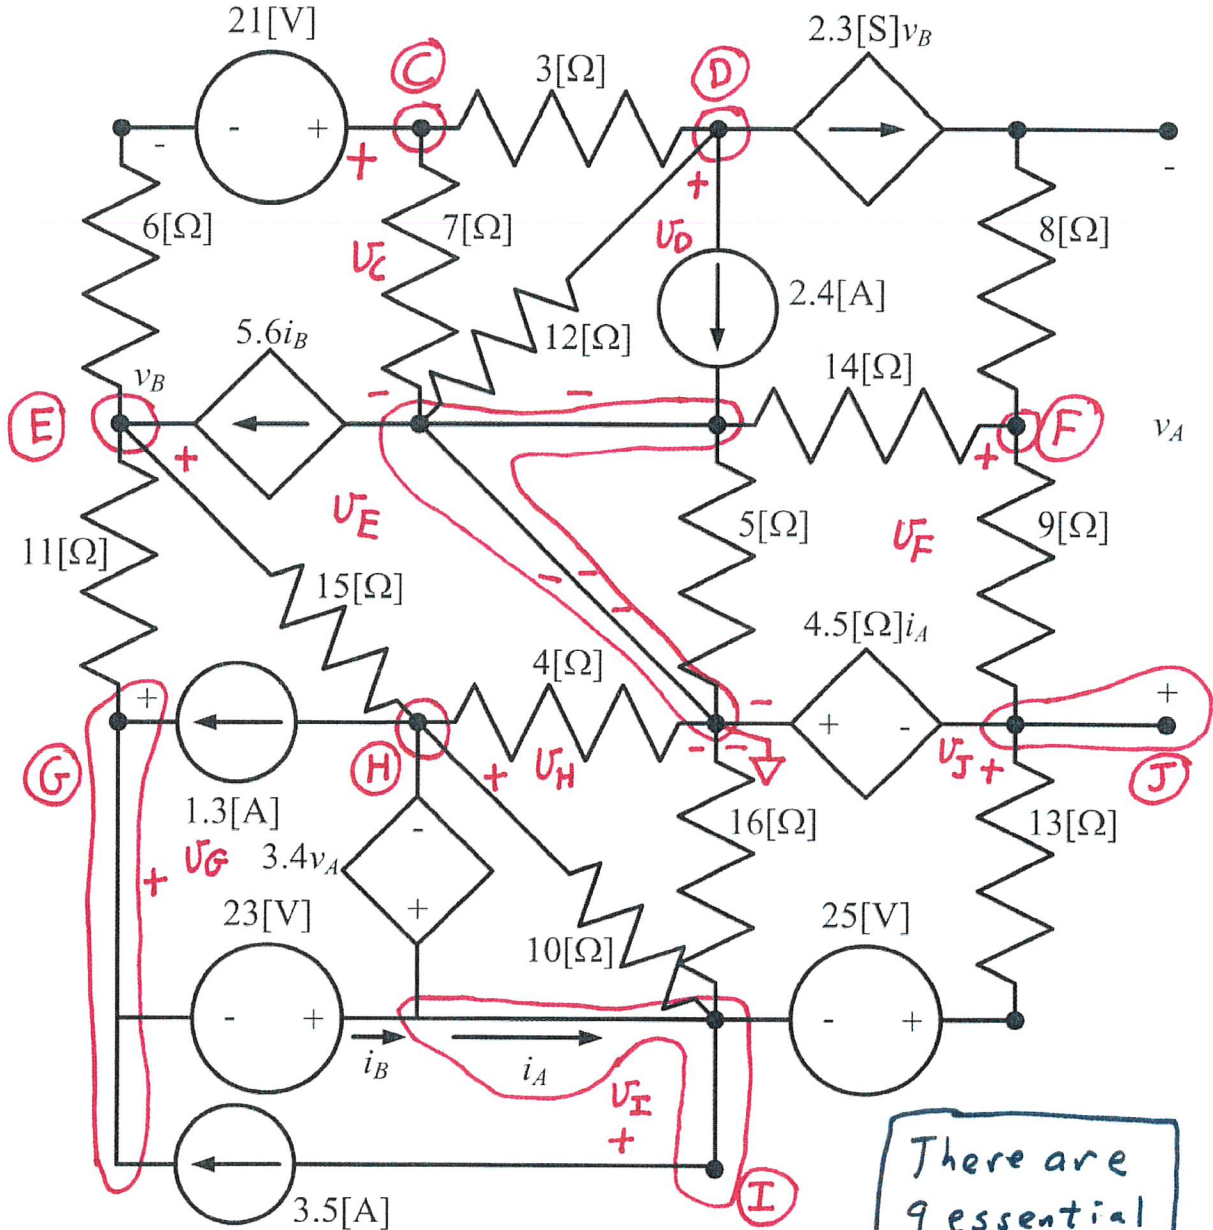 21[V]
2.3[S]vB
C
3[Ω]
D
- +
+
-
+
-
6[Ω]
7[Ω]
vC
vD
8[Ω]
2.4[A]
12[Ω]
5.6iB
14[Ω]
vB
- -
E
+
+
F
vA
vE
5[Ω]
vF
9[Ω]
11[Ω]
15[Ω]
- - -
4.5[Ω]iA
4[Ω]
+
-
+
G
H
+ vH
- -
+ -
vJ +
J
1.3[A]
vG
+
-
3.4vA
+
16[Ω]
13[Ω]
23[V]
25[V]
10[Ω]
- +
- +
iB
iA
vI
+
I
3.5[A]
There are
9 essential